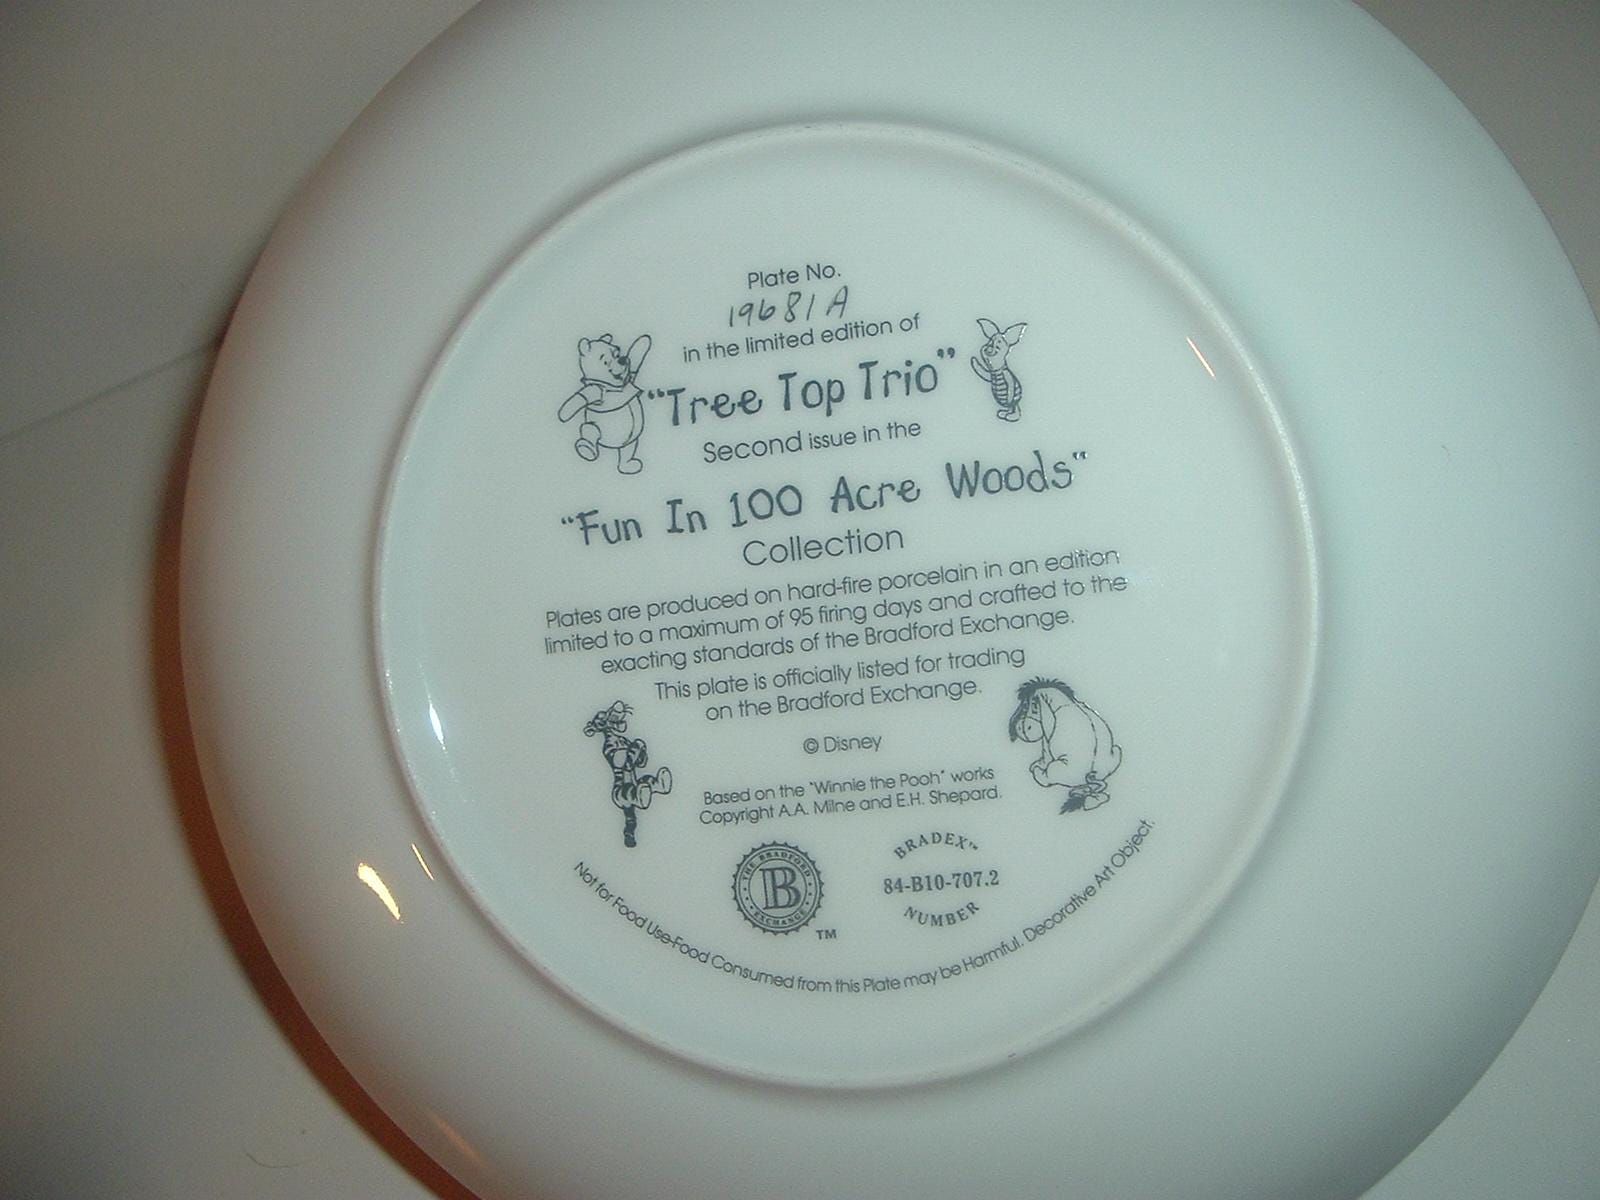 Plate No.
19681A
in the limited edition of
"Tree Top Trio"
Second issue in the
"Fun In 100 Acre Woods"
Collection
Plates are produced on hard-fire porcelain in an edition
limited to a maximum of 95 firing days and crafted to the
exacting standards of the Bradford Exchange.
This plate is officially listed for trading
on the Bradford Exchange.
© Disney
Based on the "Winnie the Pooh" works
Copyright A.A. Milne and E.H. Shepard.
THE BRADFORD
B
EXCHANGE
TM
BRADEX™
84-B10-707.2
NUMBER
Not for Food Use-Food Consumed from this Plate may be Harmful. Decorative Art Object.